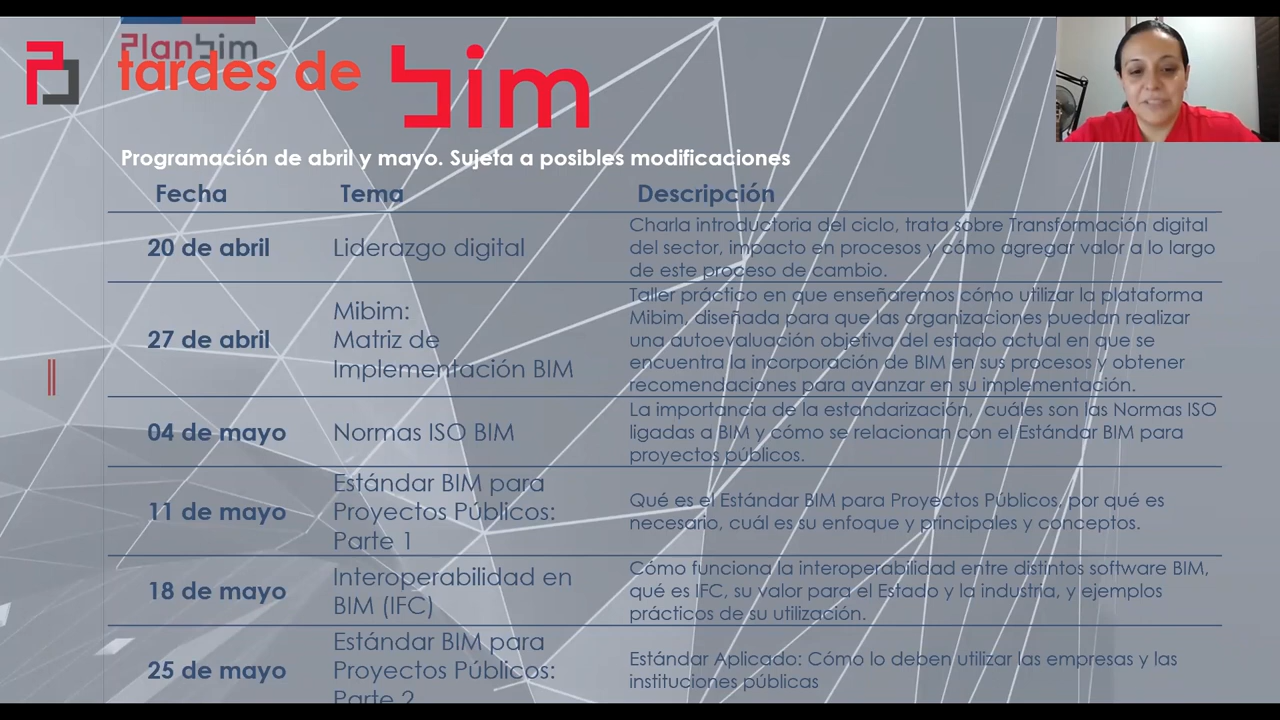 Planbim
tardes de bim
Programación de abril y mayo. Sujeta a posibles modificaciones
Fecha Tema Descripción
20 de abril
Liderazgo digital
Charla introductoria del ciclo, trata sobre Transformación digital
del sector, impacto en procesos y cómo agregar valor a lo largo
de este proceso de cambio.
27 de abril
Mibim:
Matriz de
Implementación BIM
Taller práctico en que enseñaremos cómo utilizar la plataforma
Mibim, diseñada para que las organizaciones puedan realizar
una autoevaluación objetiva del estado actual en que se
encuentra la incorporación de BIM en sus procesos y obtener
recomendaciones para avanzar en su implementación.
04 de mayo
Normas ISO BIM
La importancia de la estandarización, cuáles son las Normas ISO
ligadas a BIM y cómo se relacionan con el Estándar BIM para
proyectos públicos.
11 de mayo
Estándar BIM para
Proyectos Públicos:
Parte 1
Qué es el Estándar BIM para Proyectos Públicos, por qué es
necesario, cuál es su enfoque y principales y conceptos.
18 de mayo
Interoperabilidad en
BIM (IFC)
Cómo funciona la interoperabilidad entre distintos software BIM,
qué es IFC, su valor para el Estado y la industria, y ejemplos
prácticos de su utilización.
25 de mayo
Estándar BIM para
Proyectos Públicos:
Parte 2
Estándar Aplicado: Cómo lo deben utilizar las empresas y las
instituciones públicas